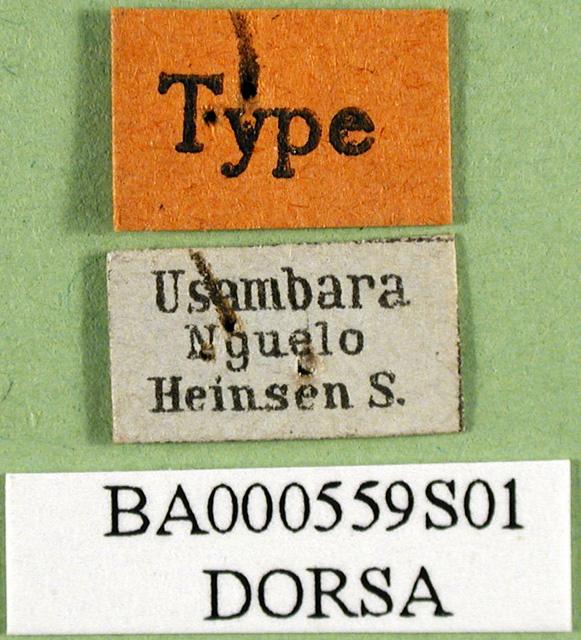 Type
Usambara
Nguelo
Heinsen S.
BA000559S01
DORSA